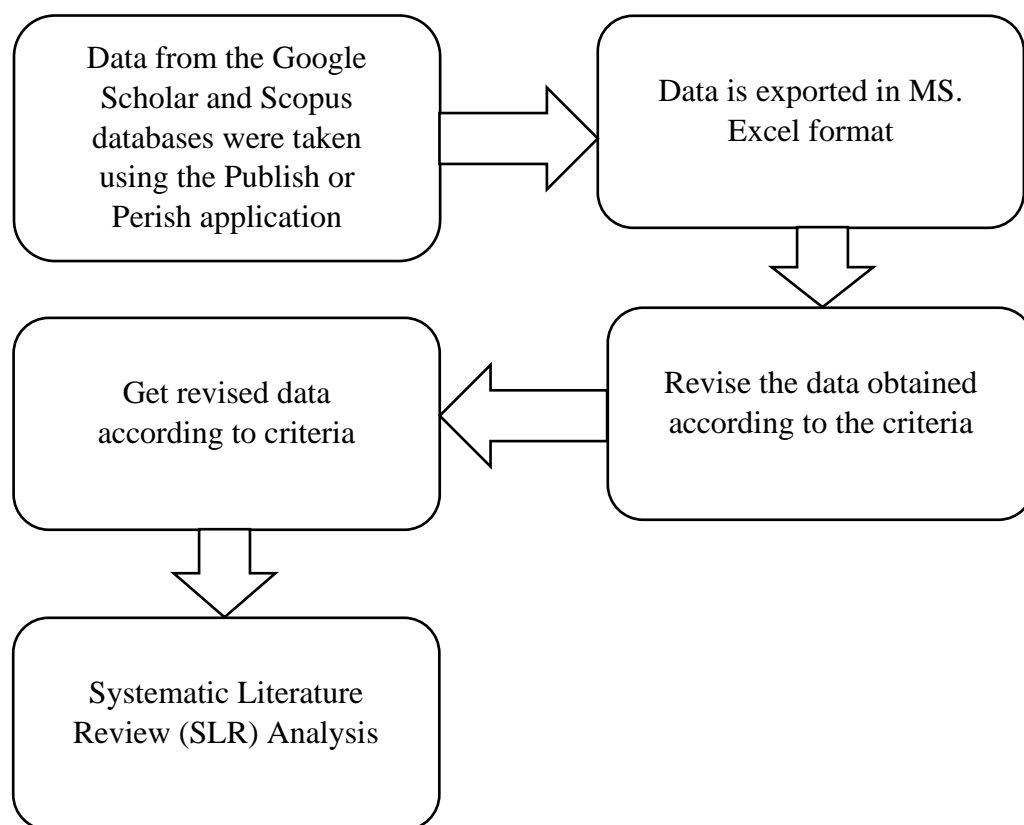 Data from the Google
Scholar and Scopus
databases were taken
using the Publish or
Perish application
Data is exported in MS.
Excel format
Revise the data obtained
according to the criteria
Get revised data
according to criteria
Systematic Literature
Review (SLR) Analysis